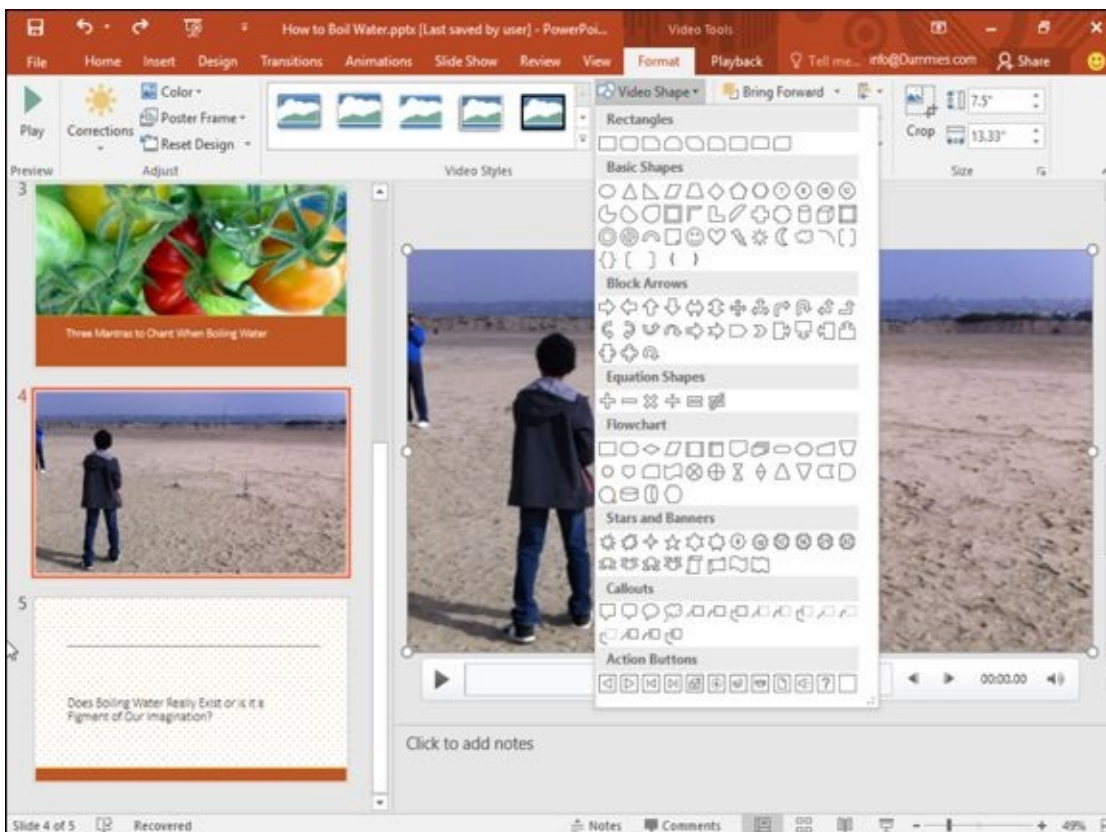 How to Boil Water.pptx [Last saved by user] - PowerPoi... Video Tools
File Home Insert Design Transitions Animations Slide Show Review View Format Playback Tell me... info@Dummies.com Share
Play
Preview
Corrections
Color
Poster Frame
Reset Design
Adjust
Video Styles
Video Shape
Bring Forward
Crop
7.5"
13.33"
Size
Rectangles
Basic Shapes
Block Arrows
Equation Shapes
Flowchart
Stars and Banners
Callouts
Action Buttons
3
Three Mantras to Chant When Boiling Water
4
5
Does Boiling Water Really Exist or is it a
Figment of Our Imagination?
00:00.00
Click to add notes
Slide 4 of 5 Recovered Notes Comments 49%